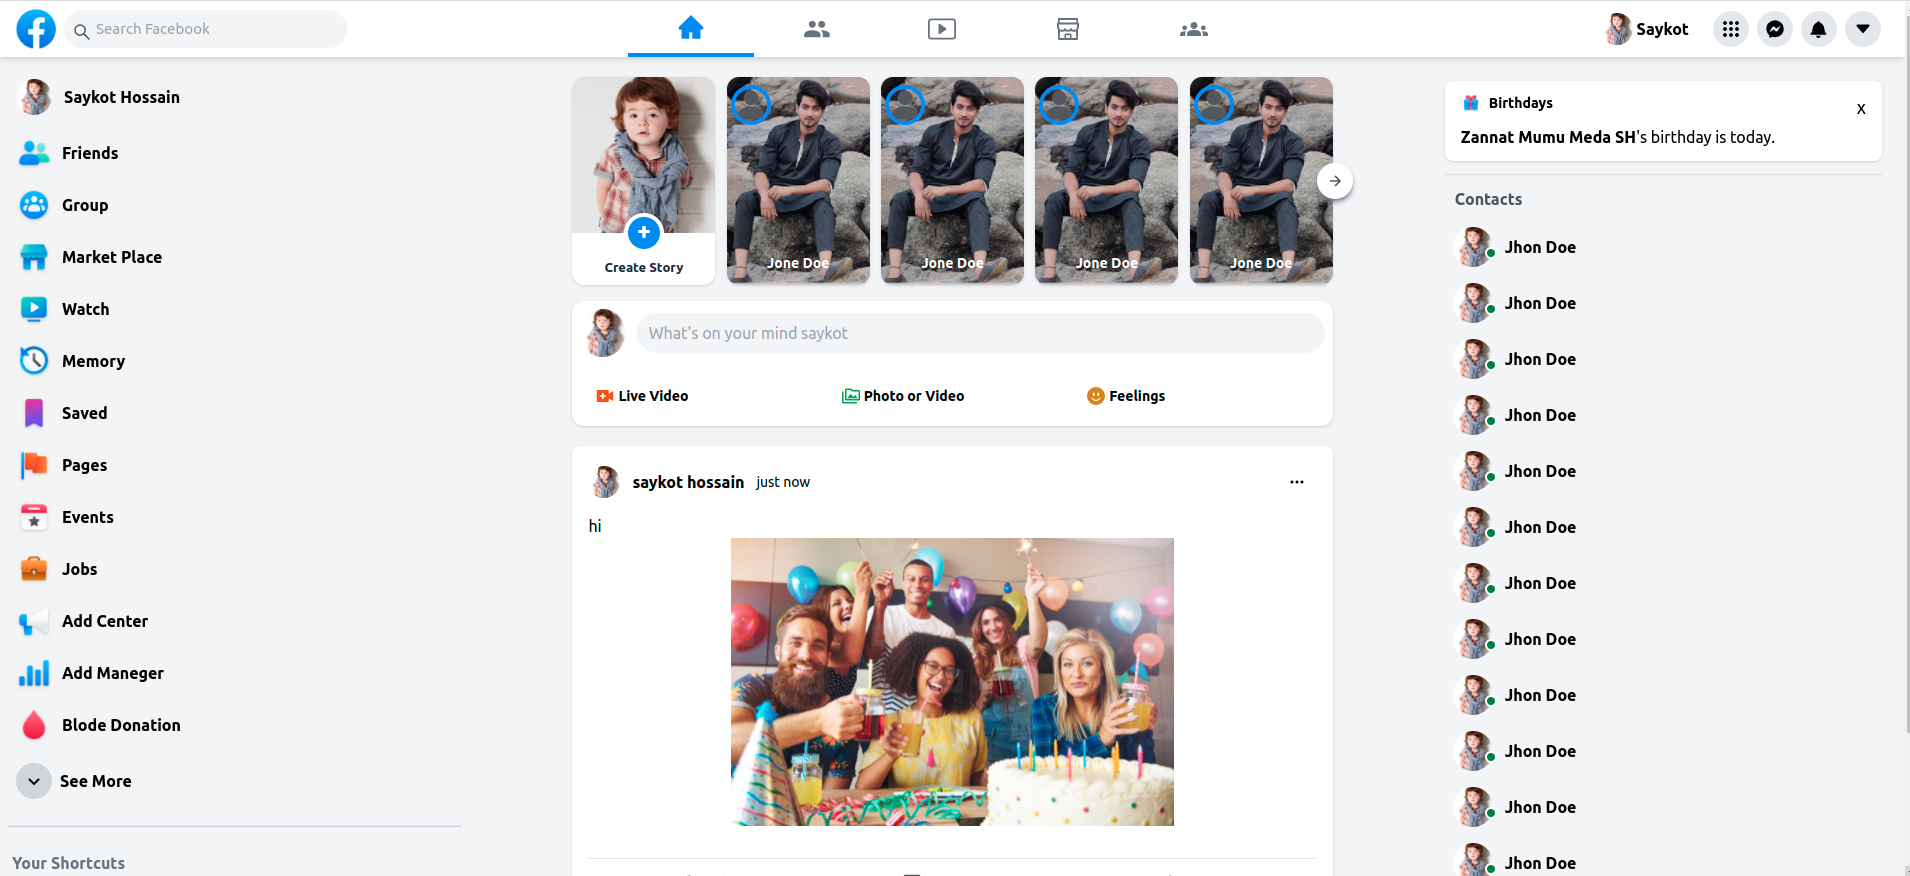 Search Facebook
Saykot
Saykot Hossain
Friends
Group
Market Place
Watch
Memory
Saved
Pages
Events
Jobs
Add Center
Add Maneger
Blode Donation
See More
Your Shortcuts
Create Story
Jone Doe
Jone Doe
Jone Doe
Jone Doe
What's on your mind saykot
Live Video
Photo or Video
Feelings
saykot hossain just now
hi
Birthdays
X
Zannat Mumu Meda SH's birthday is today.
Contacts
Jhon Doe
Jhon Doe
Jhon Doe
Jhon Doe
Jhon Doe
Jhon Doe
Jhon Doe
Jhon Doe
Jhon Doe
Jhon Doe
Jhon Doe
Jhon Doe